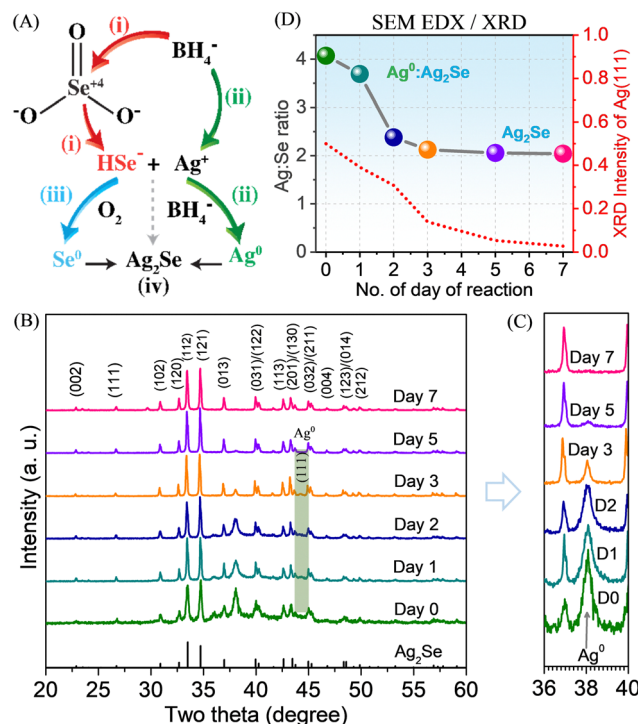 (A)
O
Se+4
-O
O-
(i)
BH4-
(ii)
(i)
HSe- + Ag+
(iii)
O2
BH4-
(ii)
Se0
Ag2Se
Ag0
(iv)
(D)
SEM EDX / XRD
Ag0:Ag2Se
Ag2Se
Ag:Se ratio
4
3
2
1
0
XRD Intensity of Ag(111)
1.0
0.8
0.6
0.4
0.2
0.0
0 1 2 3 4 5 6 7
No. of day of reaction
(B)
(002)
(111)
(102)
(120)
(112)
(121)
(013)
(031)/(122)
(113)
(201)/(130)
(032)/(211)
(004)
(123)/(014)
(212)
Day 7
Ag0
Day 5
(111)
Day 3
Day 2
Day 1
Day 0
Ag2Se
Intensity (a. u.)
20 25 30 35 40 45 50 55 60
Two theta (degree)
(C)
Day 7
Day 5
Day 3
D2
D1
D0
Ag0
36 38 40